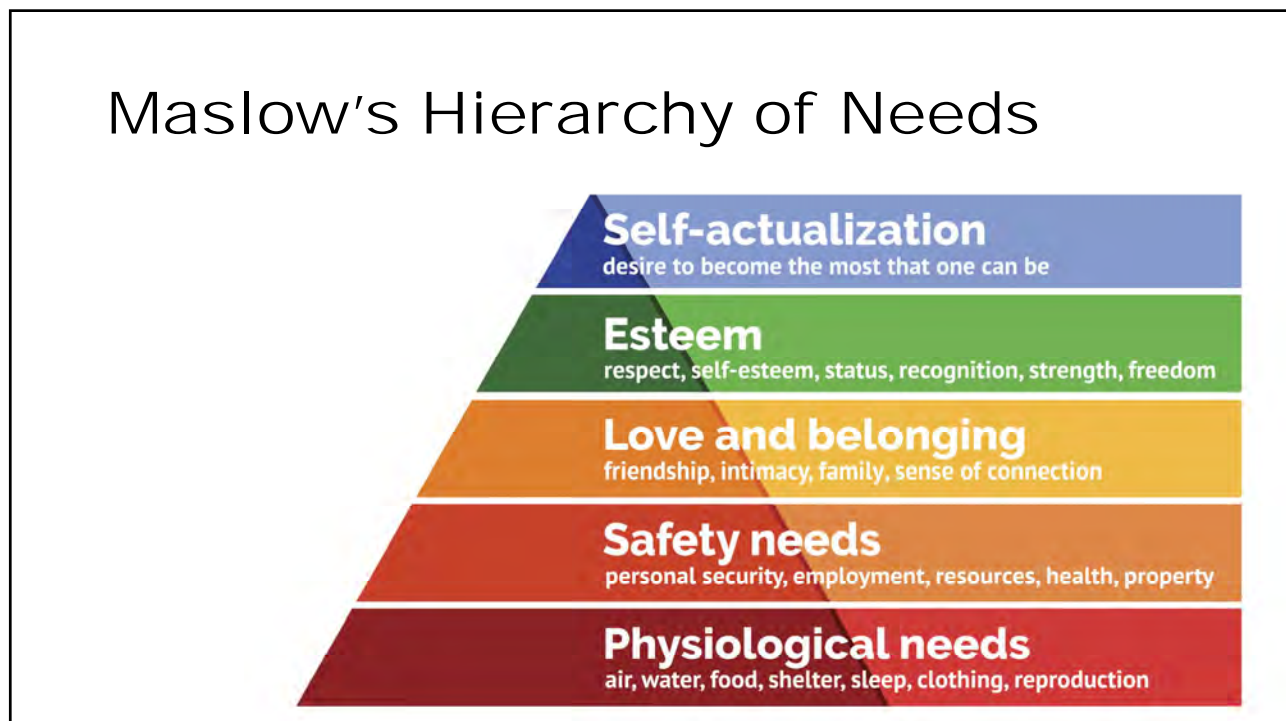 Maslow's Hierarchy of Needs
Self-actualization
desire to become the most that one can be
Esteem
respect, self-esteem, status, recognition, strength, freedom
Love and belonging
friendship, intimacy, family, sense of connection
Safety needs
personal security, employment, resources, health, property
Physiological needs
air, water, food, shelter, sleep, clothing, reproduction